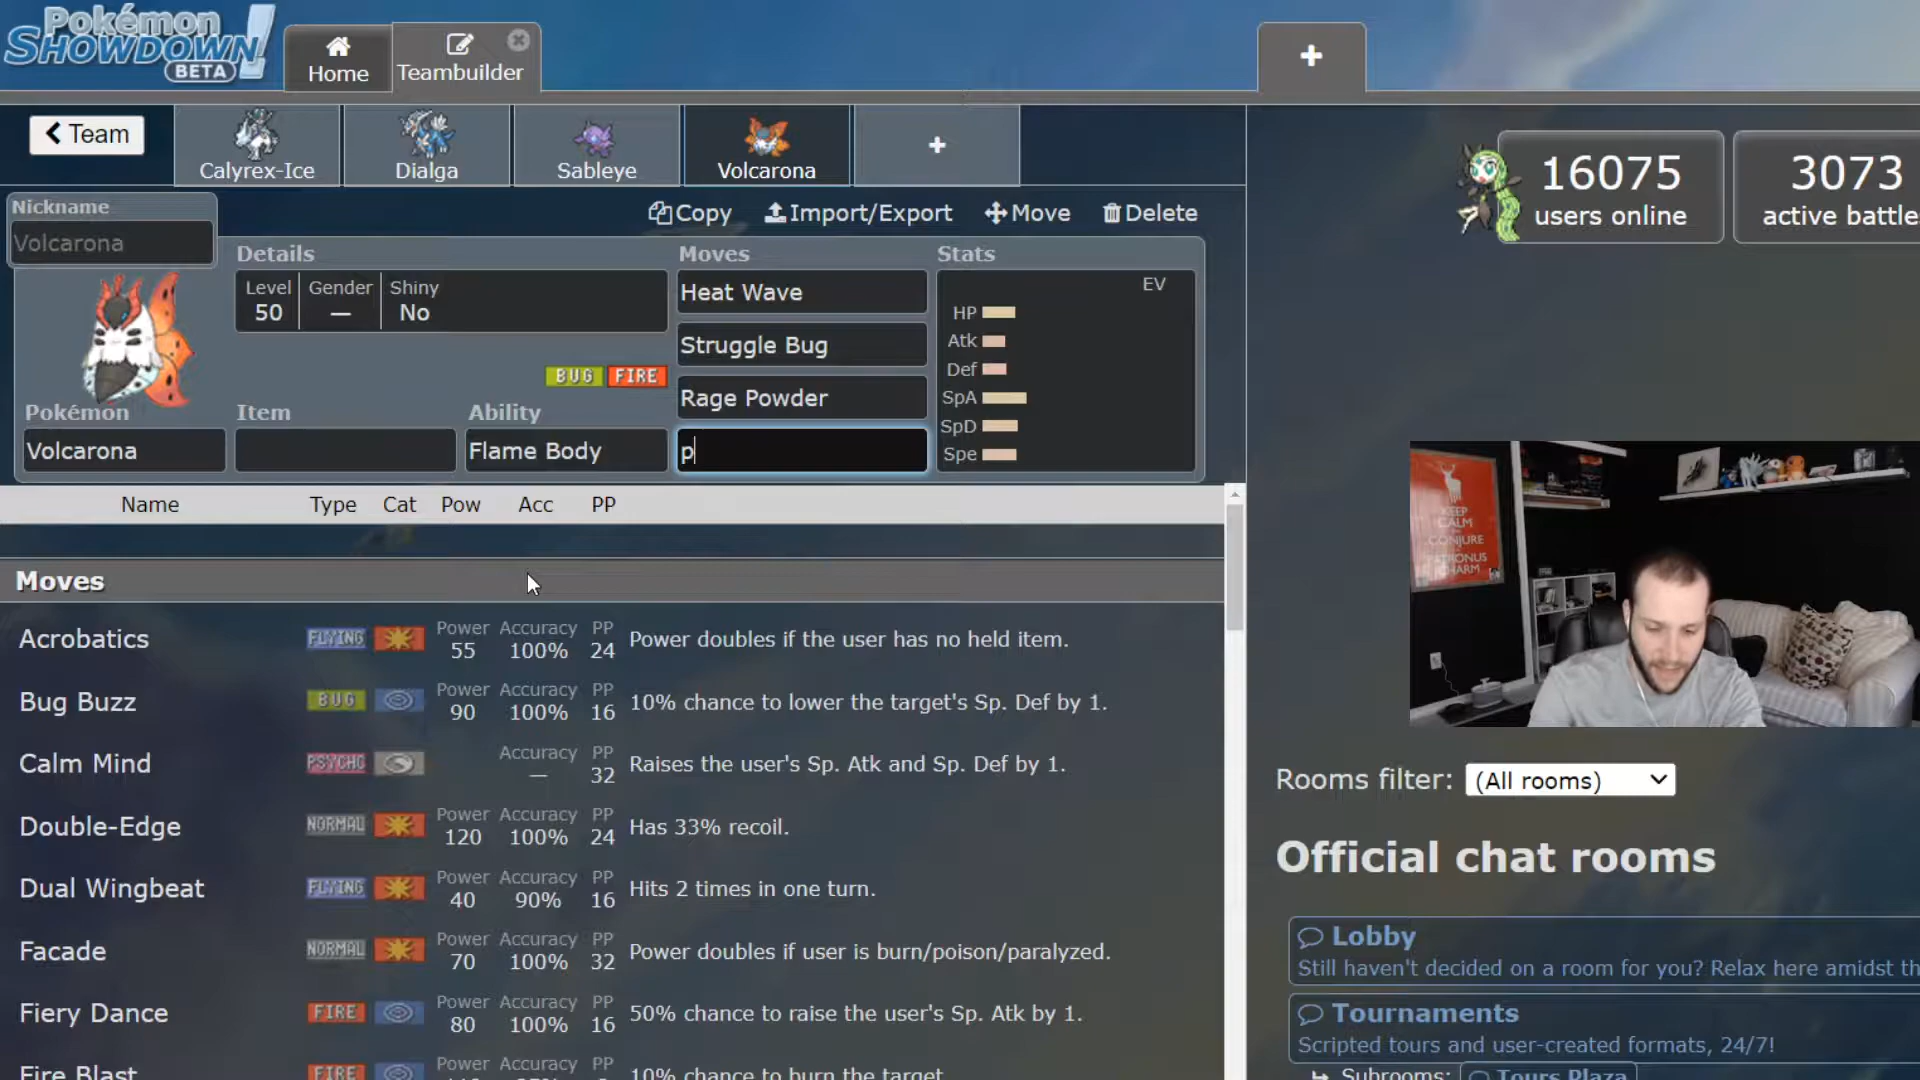 Pokémon
SHOWDOWN!
BETA
Home
Teambuilder
+
Team
Calyrex-Ice
Dialga
Sableye
Volcarona
+
Nickname
Volcarona
Copy
Import/Export
Move
Delete
Details
Level
50
Gender
—
Shiny
No
BUG FIRE
Pokémon
Volcarona
Item
Ability
Flame Body
Moves
Heat Wave
Struggle Bug
Rage Powder
p
Stats
EV
HP
Atk
Def
SpA
SpD
Spe
Name Type Cat Pow Acc PP
Moves
Acrobatics FLYING Power 55 Accuracy 100% PP 24 Power doubles if the user has no held item.
Bug Buzz BUG Power 90 Accuracy 100% PP 16 10% chance to lower the target's Sp. Def by 1.
Calm Mind PSYCHC Accuracy — PP 32 Raises the user's Sp. Atk and Sp. Def by 1.
Double-Edge NORMAL Power 120 Accuracy 100% PP 24 Has 33% recoil.
Dual Wingbeat FLYING Power 40 Accuracy 90% PP 16 Hits 2 times in one turn.
Facade NORMAL Power 70 Accuracy 100% PP 32 Power doubles if user is burn/poison/paralyzed.
Fiery Dance FIRE Power 80 Accuracy 100% PP 16 50% chance to raise the user's Sp. Atk by 1.
Fire Blast FIRE Power Accuracy PP 10% chance to burn the target.
16075
users online
3073
active battle
KEEP
CALM
CONJURE
PATRONUS
CHARM
Rooms filter: (All rooms)
Official chat rooms
Lobby
Still haven't decided on a room for you? Relax here amidst th
Tournaments
Scripted tours and user-created formats, 24/7!
Subrooms: Tours Plaza